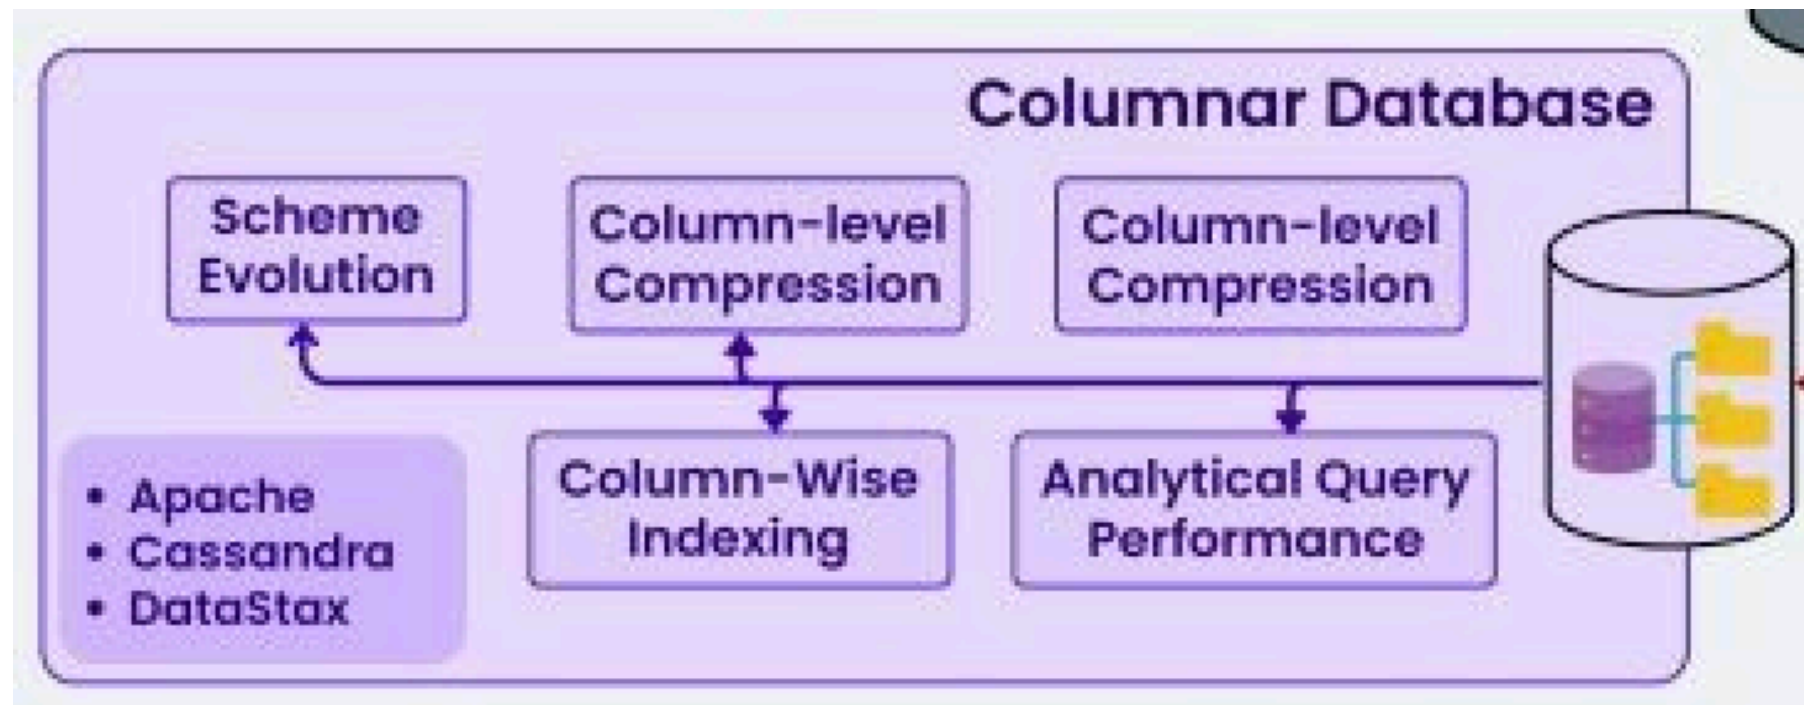 Columnar Database
Scheme
Evolution
Column-level
Compression
Column-level
Compression
Column-Wise
Indexing
Analytical Query
Performance
• Apache
• Cassandra
• DataStax